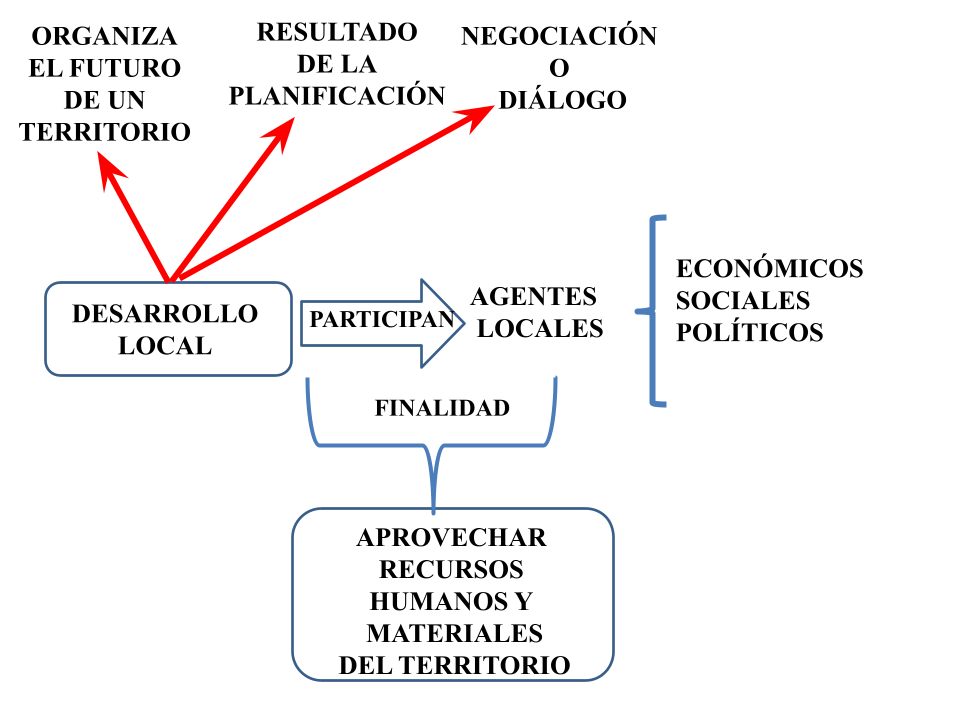 ORGANIZA
EL FUTURO
DE UN
TERRITORIO
RESULTADO
DE LA
PLANIFICACIÓN
NEGOCIACIÓN
O
DIÁLOGO
DESARROLLO
LOCAL
PARTICIPAN
AGENTES
LOCALES
ECONÓMICOS
SOCIALES
POLÍTICOS
FINALIDAD
APROVECHAR
RECURSOS
HUMANOS Y
MATERIALES
DEL TERRITORIO